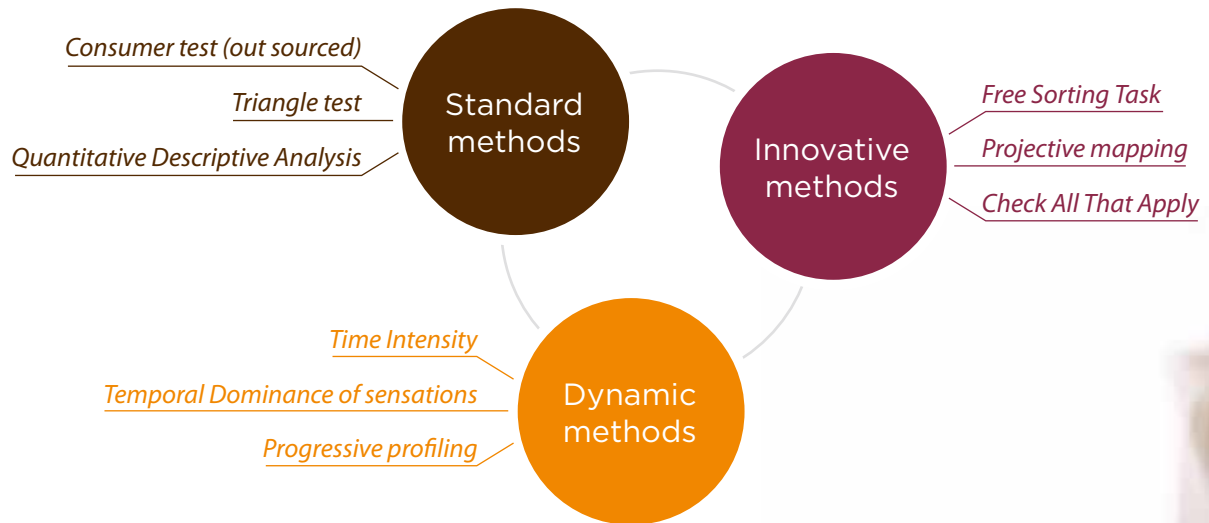 Consumer test (out sourced)
Triangle test
Quantitative Descriptive Analysis
Standard
methods
Innovative
methods
Free Sorting Task
Projective mapping
Check All That Apply
Time Intensity
Temporal Dominance of sensations
Progressive profiling
Dynamic
methods